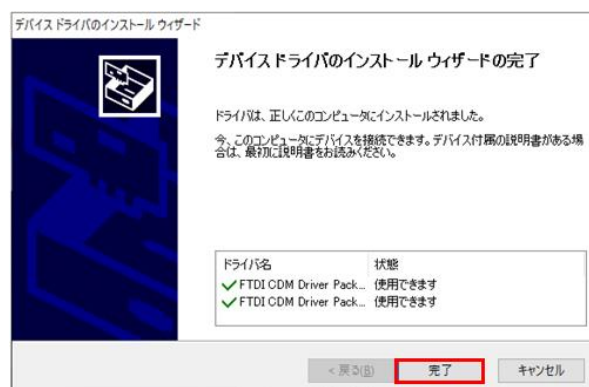 デバイス ドライバのインストール ウィザード
デバイス ドライバのインストール ウィザードの完了
ドライバは、正しくこのコンピュータにインストールされました。
今、このコンピュータにデバイスを接続できます。デバイス付属の説明書がある場
合は、最初に説明書をお読みください。
ドライバ名 状態
FTDI CDM Driver Pack... 使用できます
FTDI CDM Driver Pack... 使用できます
< 戻る(B) 完了 キャンセル